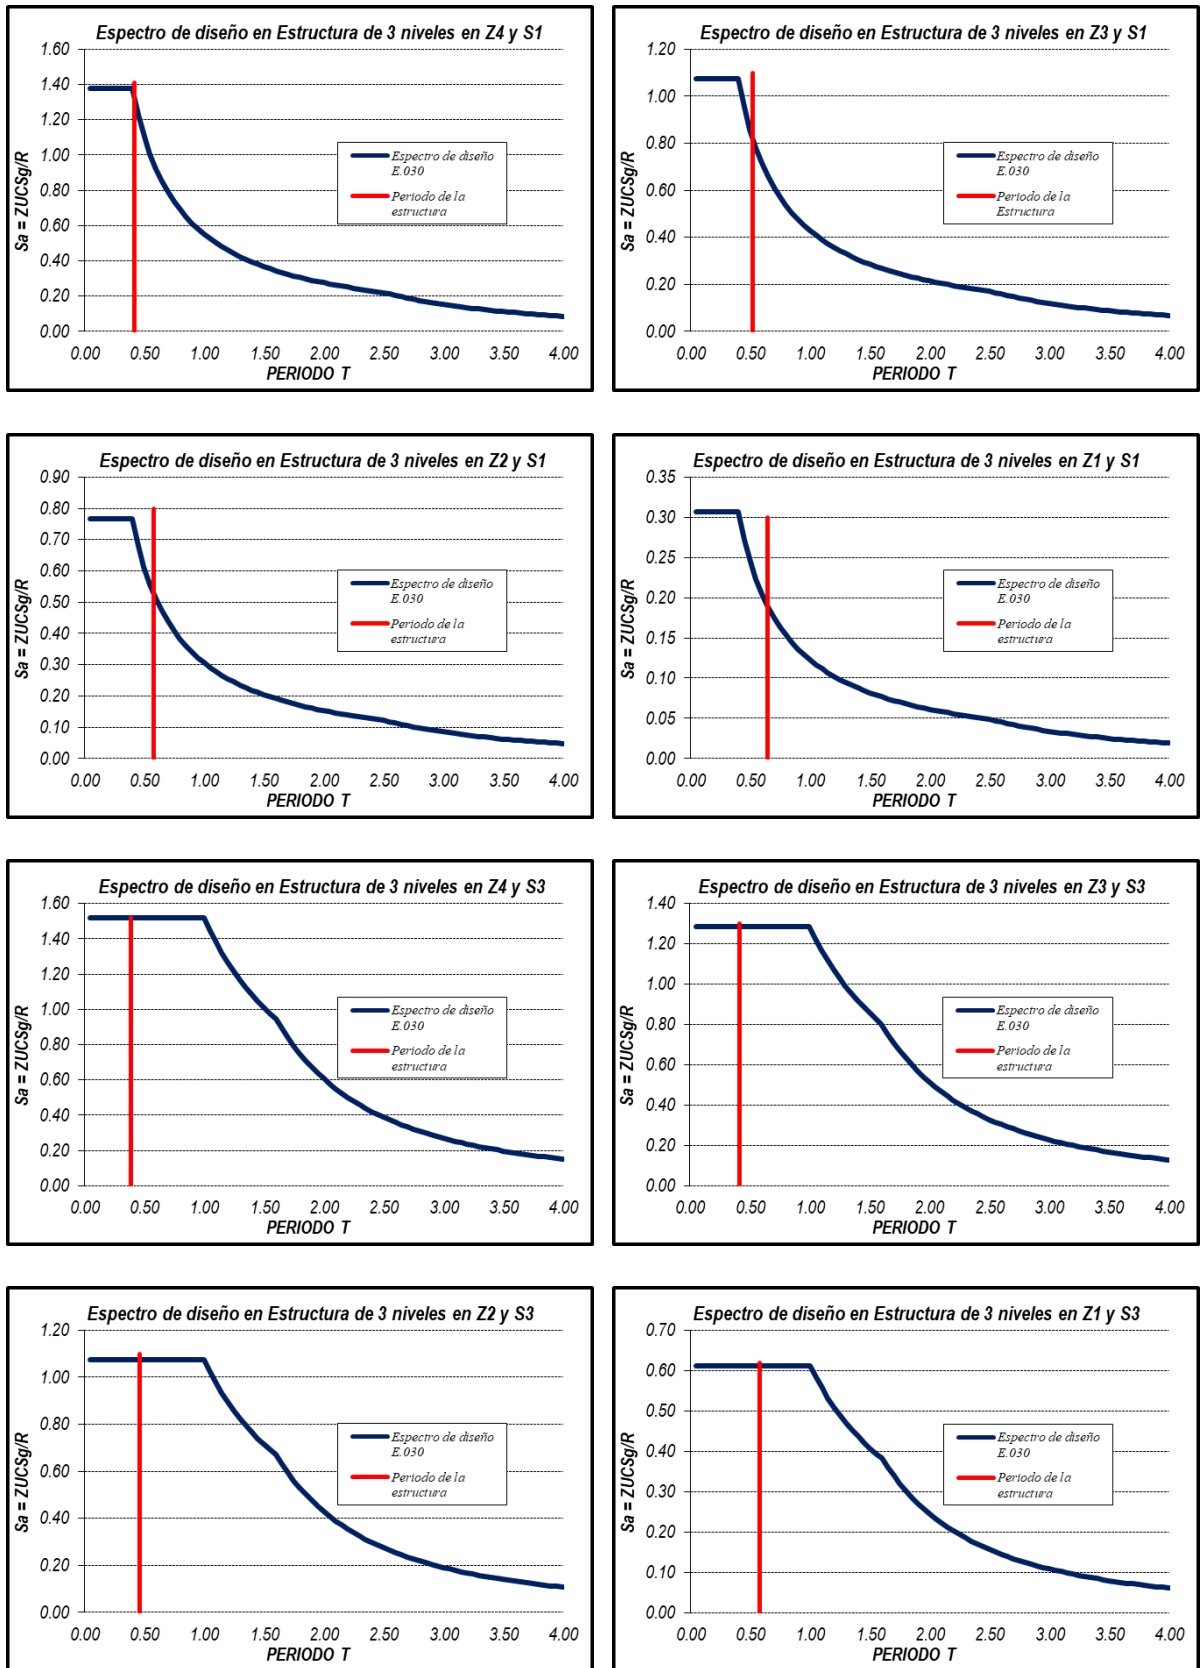 Espectro de diseño en Estructura de 3 niveles en Z4 y S1
1.60
1.40
1.20
1.00
0.80
0.60
0.40
0.20
0.00
Sa = ZUCSg/R
Espectro de diseño
E.030
Periodo de la
estructura
0.00 0.50 1.00 1.50 2.00 2.50 3.00 3.50 4.00
PERIODO T
Espectro de diseño en Estructura de 3 niveles en Z3 y S1
1.20
1.00
0.80
0.60
0.40
0.20
0.00
Sa = ZUCSg/R
Espectro de diseño
E.030
Periodo de la
Estructura
0.00 0.50 1.00 1.50 2.00 2.50 3.00 3.50 4.00
PERIODO T
Espectro de diseño en Estructura de 3 niveles en Z2 y S1
0.90
0.80
0.70
0.60
0.50
0.40
0.30
0.20
0.10
0.00
Sa = ZUCSg/R
Espectro de diseño
E.030
Periodo de la
estructura
0.00 0.50 1.00 1.50 2.00 2.50 3.00 3.50 4.00
PERIODO T
Espectro de diseño en Estructura de 3 niveles en Z1 y S1
0.35
0.30
0.25
0.20
0.15
0.10
0.05
0.00
Sa = ZUCSg/R
Espectro de diseño
E.030
Periodo de la
estructura
0.00 0.50 1.00 1.50 2.00 2.50 3.00 3.50 4.00
PERIODO T
Espectro de diseño en Estructura de 3 niveles en Z4 y S3
1.60
1.40
1.20
1.00
0.80
0.60
0.40
0.20
0.00
Sa = ZUCSg/R
Espectro de diseño
E.030
Periodo de la
estructura
0.00 0.50 1.00 1.50 2.00 2.50 3.00 3.50 4.00
PERIODO T
Espectro de diseño en Estructura de 3 niveles en Z3 y S3
1.40
1.20
1.00
0.80
0.60
0.40
0.20
0.00
Sa = ZUCSg/R
Espectro de diseño
E.030
Periodo de la
estructura
0.00 0.50 1.00 1.50 2.00 2.50 3.00 3.50 4.00
PERIODO T
Espectro de diseño en Estructura de 3 niveles en Z2 y S3
1.20
1.00
0.80
0.60
0.40
0.20
0.00
Sa = ZUCSg/R
Espectro de diseño
E.030
Periodo de la
estructura
0.00 0.50 1.00 1.50 2.00 2.50 3.00 3.50 4.00
PERIODO T
Espectro de diseño en Estructura de 3 niveles en Z1 y S3
0.70
0.60
0.50
0.40
0.30
0.20
0.10
0.00
Sa = ZUCSg/R
Espectro de diseño
E.030
Periodo de la
estructura
0.00 0.50 1.00 1.50 2.00 2.50 3.00 3.50 4.00
PERIODO T